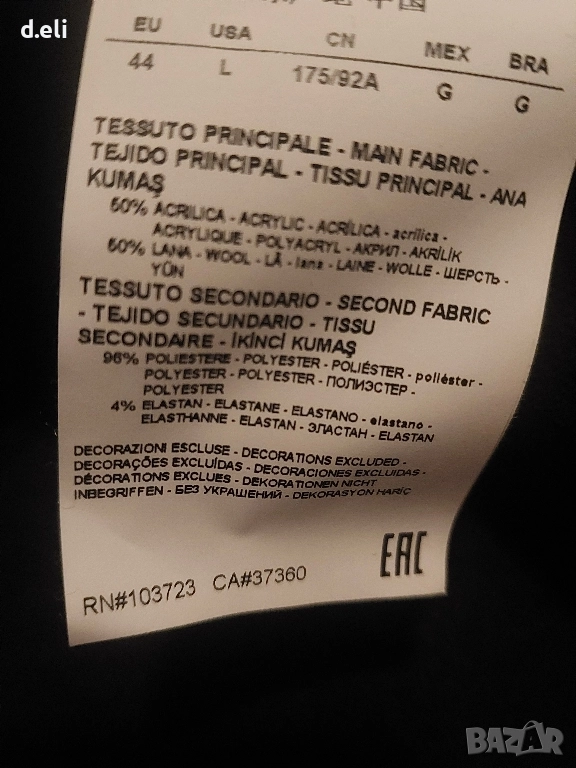 d.eli
中国
EU USA CN MEX BRA
44 L 175/92A G G
TESSUTO PRINCIPALE - MAIN FABRIC -
TEJIDO PRINCIPAL - TISSU PRINCIPAL - ANA
KUMAŞ
50% ACRILICA - ACRYLIC - ACRÍLICA - acrílica -
ACRYLIQUE - POLYACRYL - АКРИЛ - AKRİLİK
50% LANA - WOOL - LÃ - lana - LAINE - WOLLE - ШЕРСТЬ -
YÜN
TESSUTO SECONDARIO - SECOND FABRIC
- TEJIDO SECUNDARIO - TISSU
SECONDAIRE - İKİNCİ KUMAŞ
96% POLIESTERE - POLYESTER - POLIÉSTER - poliéster -
POLYESTER - POLYESTER - ПОЛИЭСТЕР -
POLYESTER
4% ELASTAN - ELASTANE - ELASTANO - elastano -
ELASTHANNE - ELASTAN - ЭЛАСТАН - ELASTAN
DECORAZIONI ESCLUSE - DECORATIONS EXCLUDED -
DECORAÇÕES EXCLUÍDAS - DECORACIONES EXCLUIDAS -
DÉCORATIONS EXCLUES - DEKORATIONEN NICHT
INBEGRIFFEN - БЕЗ УКРАШЕНИЙ - DEKORASYON HARİÇ
EAC
RN#103723 CA#37360
BAZAR